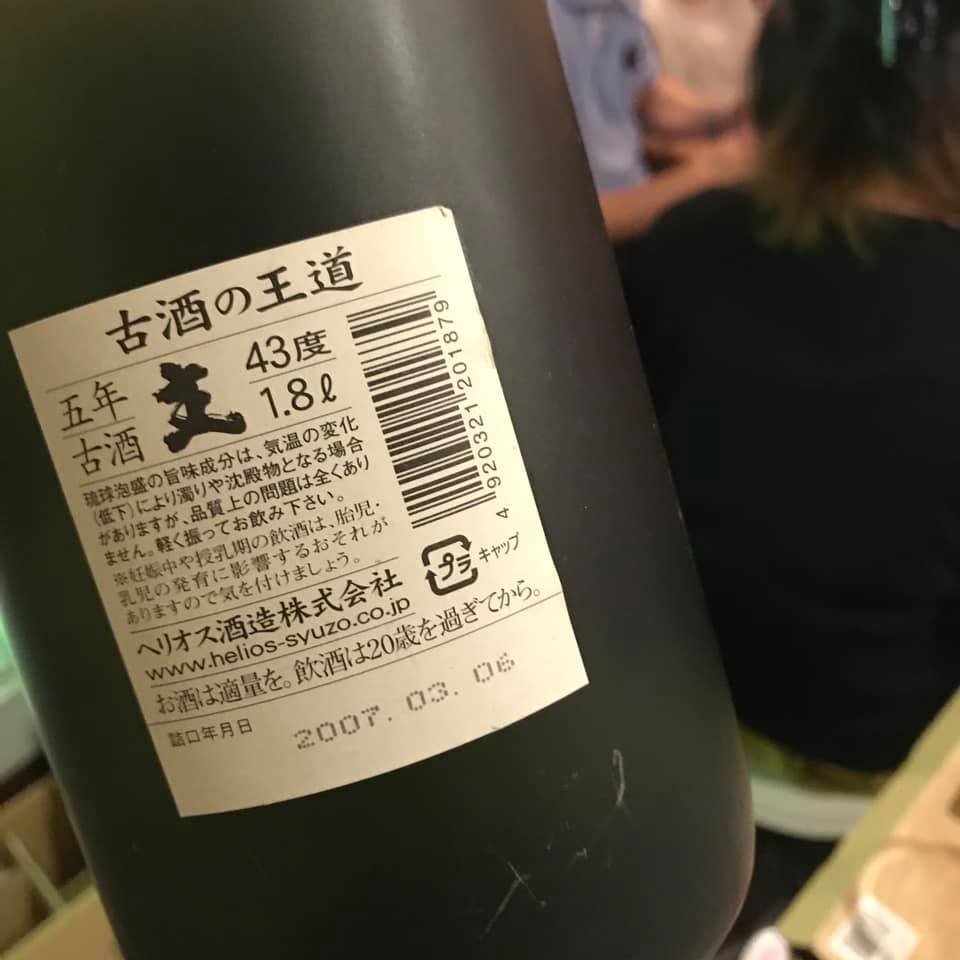 古酒の王道
五年
古酒
主
43度
1.8ℓ
琉球泡盛の旨味成分は、気温の変化
(低下)により濁りや沈殿物となる場合
がありますが、品質上の問題は全くあり
ません。軽く振ってお飲み下さい。
※妊娠中や授乳期の飲酒は、胎児・
乳児の発育に影響するおそれが
ありますので気を付けましょう。
ヘリオス酒造株式会社
www.helios-syuzo.co.jp
お酒は適量を。飲酒は20歳を過ぎてから。
詰口年月日
2007.03.06
4 920321 201879
プラ
キャップ